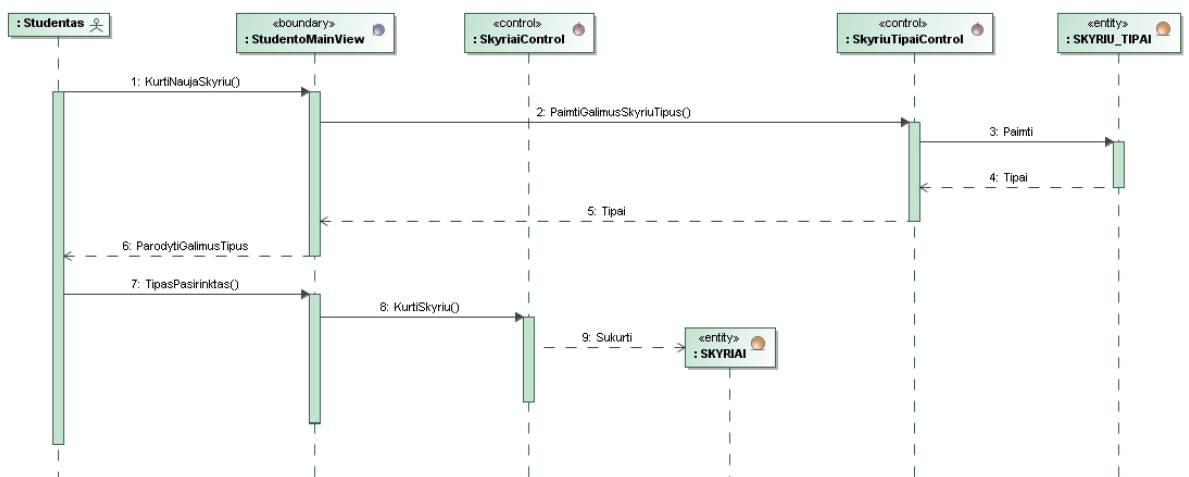 : Studentas
«boundary»
: StudentoMainView
«control»
: SkyriaiControl
«control»
: SkyriuTipaiControl
«entity»
: SKYRIU_TIPAI
1: KurtiNaujaSkyriu()
2: PaimtiGalimusSkyriuTipus()
3: Paimti
4: Tipai
5: Tipai
6: ParodytiGalimusTipus
7: TipasPasirinktas()
8: KurtiSkyriu()
9: Sukurti
«entity»
: SKYRIAI